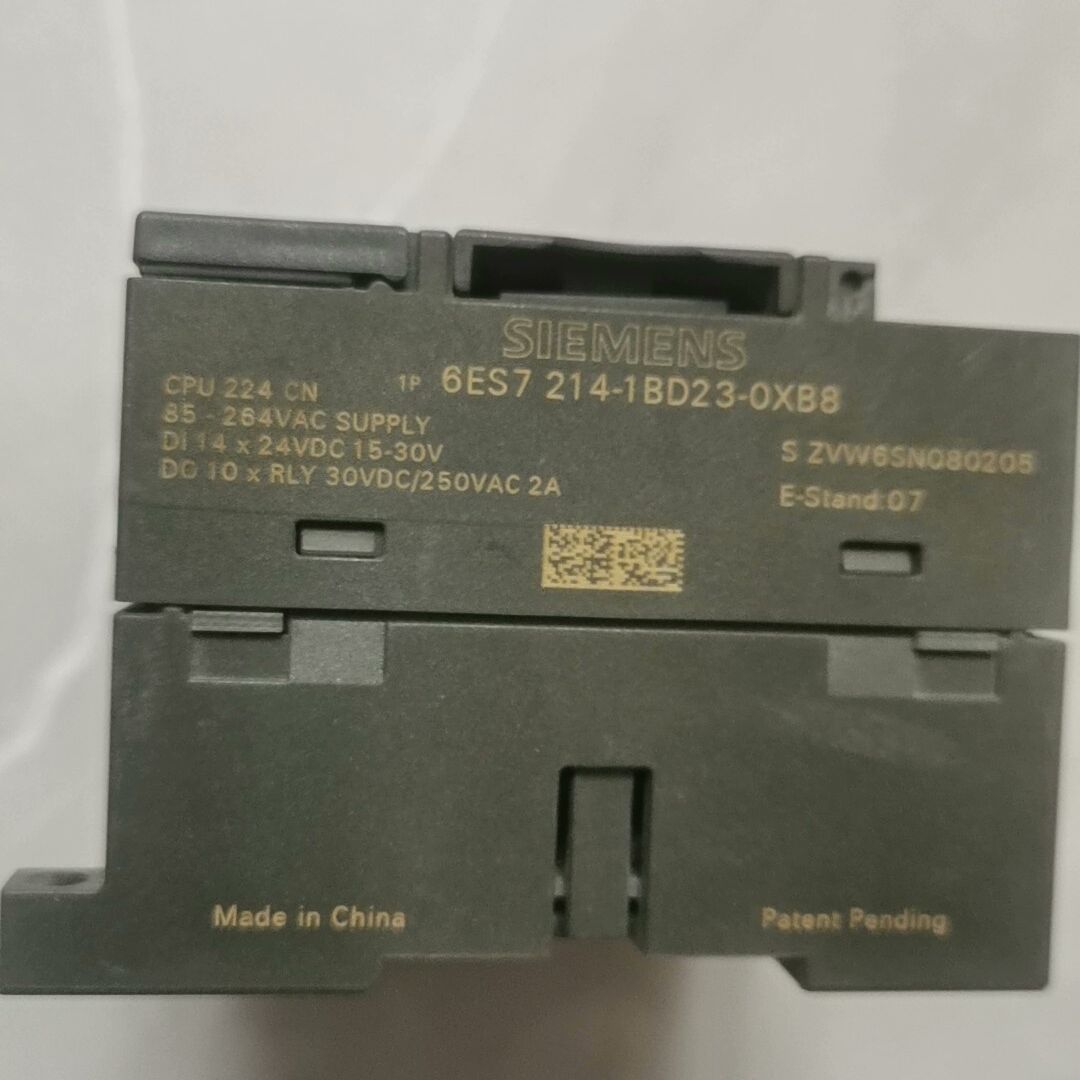 SIEMENS
CPU 224 CN 1P 6ES7 214-1BD23-0XB8
85 - 264VAC SUPPLY
DI 14 x 24VDC 15-30V
DO 10 x RLY 30VDC/250VAC 2A
S ZVW6SN080205
E-Stand:07
Made in China
Patent Pending